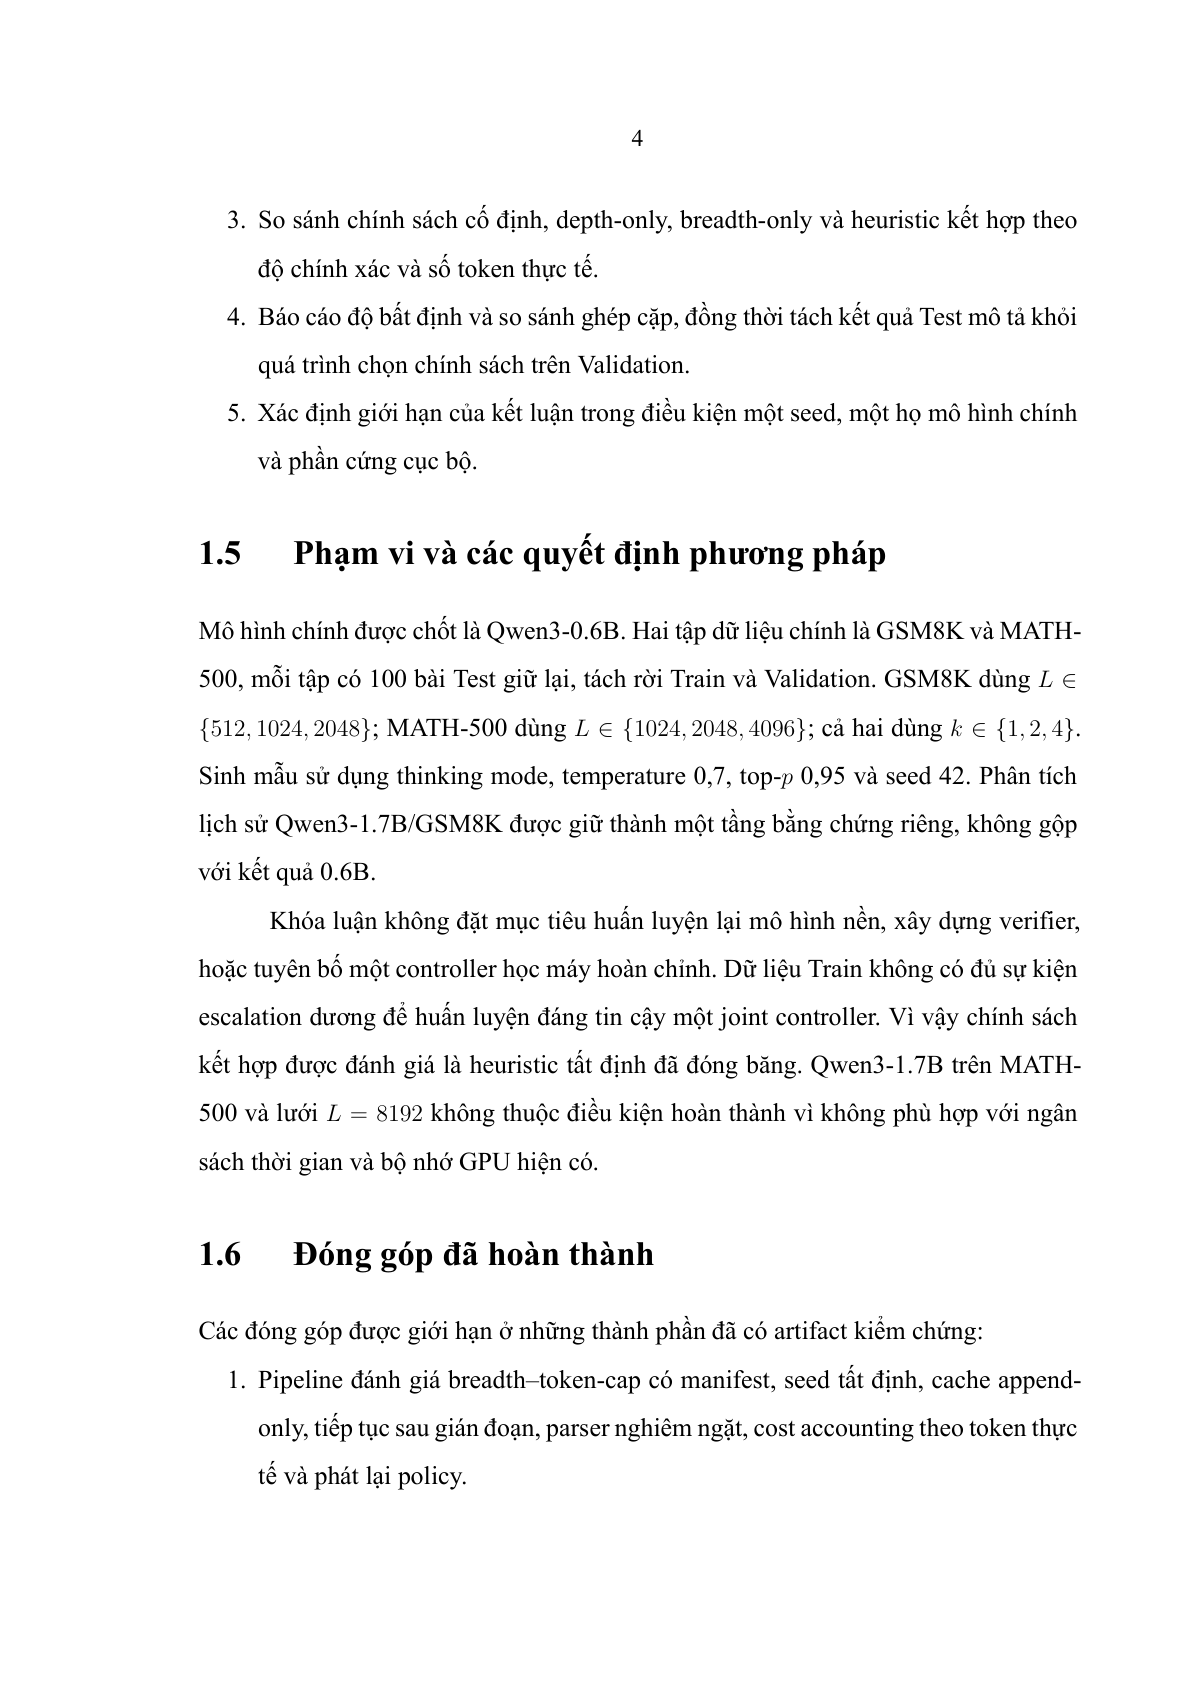 4
3. So sánh chính sách cố định, depth-only, breadth-only và heuristic kết hợp theo
độ chính xác và số token thực tế.
4. Báo cáo độ bất định và so sánh ghép cặp, đồng thời tách kết quả Test mô tả khỏi
quá trình chọn chính sách trên Validation.
5. Xác định giới hạn của kết luận trong điều kiện một seed, một họ mô hình chính
và phần cứng cục bộ.
1.5 Phạm vi và các quyết định phương pháp
Mô hình chính được chốt là Qwen3-0.6B. Hai tập dữ liệu chính là GSM8K và MATH-
500, mỗi tập có 100 bài Test giữ lại, tách rời Train và Validation. GSM8K dùng L ∈
{512, 1024, 2048}; MATH-500 dùng L ∈ {1024, 2048, 4096}; cả hai dùng k ∈ {1, 2, 4}.
Sinh mẫu sử dụng thinking mode, temperature 0,7, top-p 0,95 và seed 42. Phân tích
lịch sử Qwen3-1.7B/GSM8K được giữ thành một tầng bằng chứng riêng, không gộp
với kết quả 0.6B.
Khóa luận không đặt mục tiêu huấn luyện lại mô hình nền, xây dựng verifier,
hoặc tuyên bố một controller học máy hoàn chỉnh. Dữ liệu Train không có đủ sự kiện
escalation dương để huấn luyện đáng tin cậy một joint controller. Vì vậy chính sách
kết hợp được đánh giá là heuristic tất định đã đóng băng. Qwen3-1.7B trên MATH-
500 và lưới L = 8192 không thuộc điều kiện hoàn thành vì không phù hợp với ngân
sách thời gian và bộ nhớ GPU hiện có.
1.6 Đóng góp đã hoàn thành
Các đóng góp được giới hạn ở những thành phần đã có artifact kiểm chứng:
1. Pipeline đánh giá breadth–token-cap có manifest, seed tất định, cache append-
only, tiếp tục sau gián đoạn, parser nghiêm ngặt, cost accounting theo token thực
tế và phát lại policy.